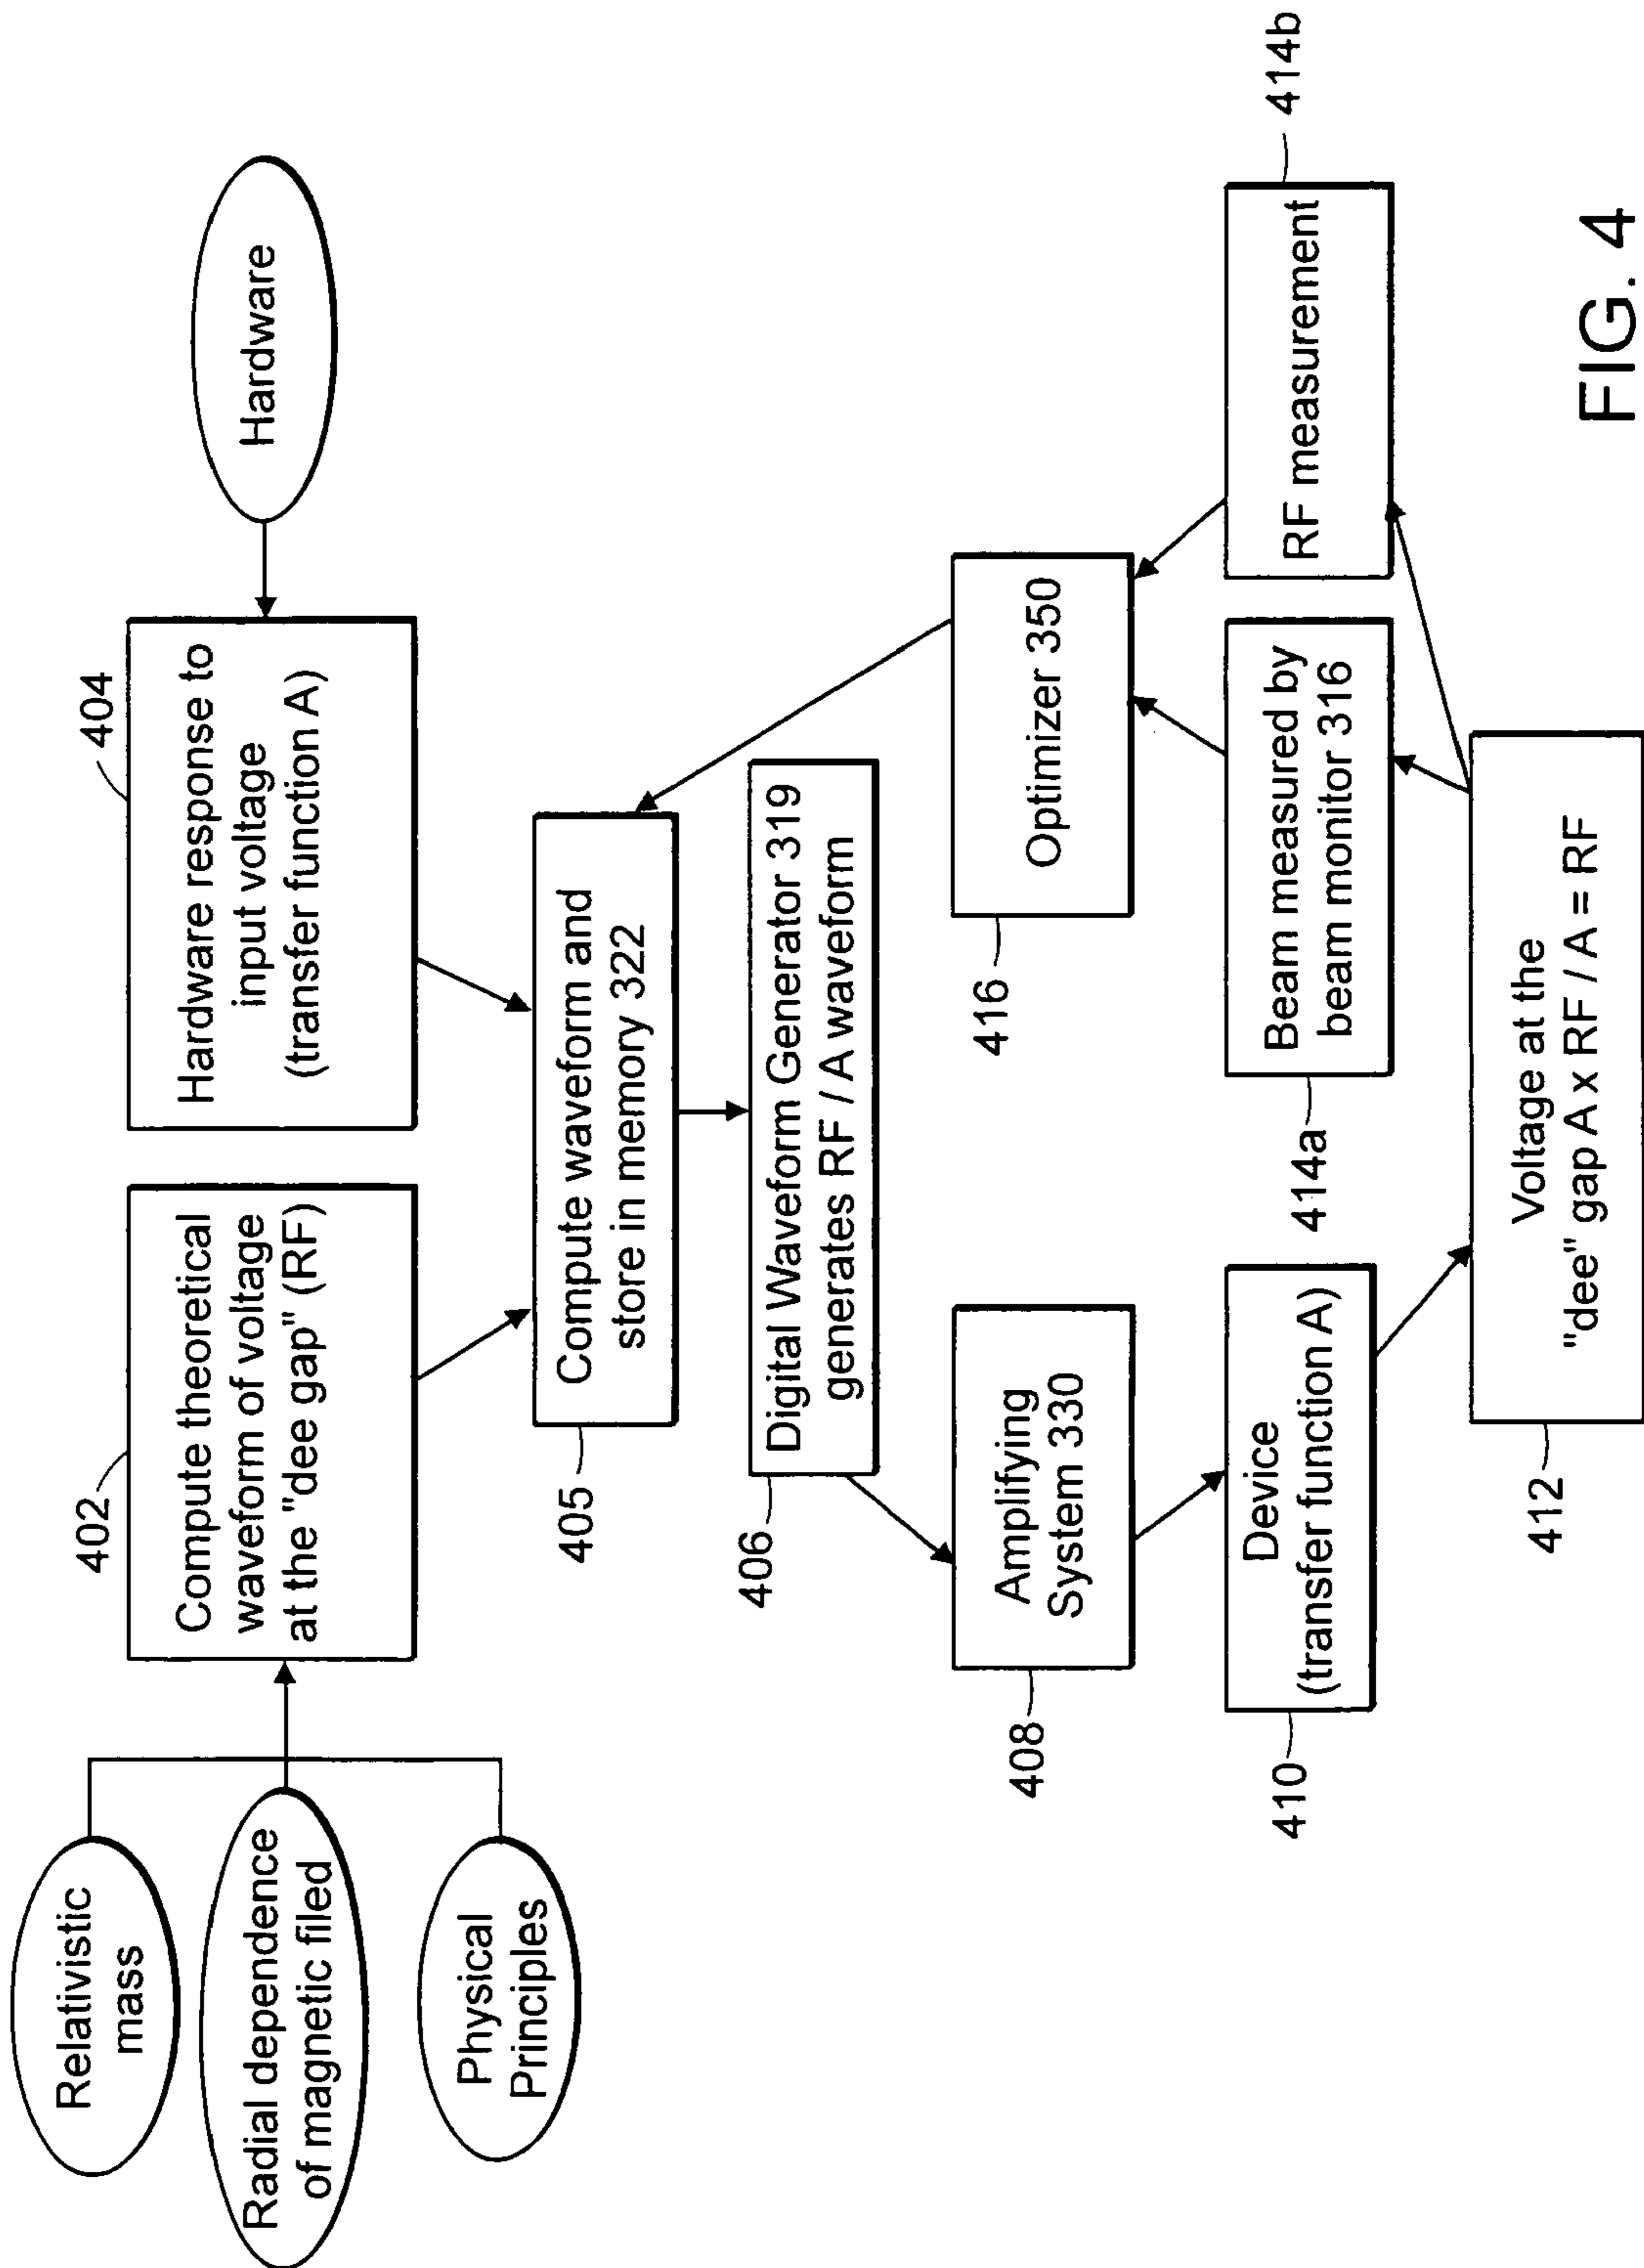 Relativistic
mass
Radial dependence
of magnetic filed
Physical
Principles
402
Compute theoretical
waveform of voltage
at the "dee gap" (RF)
404
Hardware response to
input voltage
(transfer function A)
Hardware
405
Compute waveform and
store in memory 322
406
Digital Waveform Generator 319
generates RF / A waveform
408
Amplifying
System 330
416
Optimizer 350
410
Device
(transfer function A)
414a
Beam measured by
beam monitor 316
RF measurement
414b
412
Voltage at the
"dee" gap A x RF / A = RF
FIG. 4